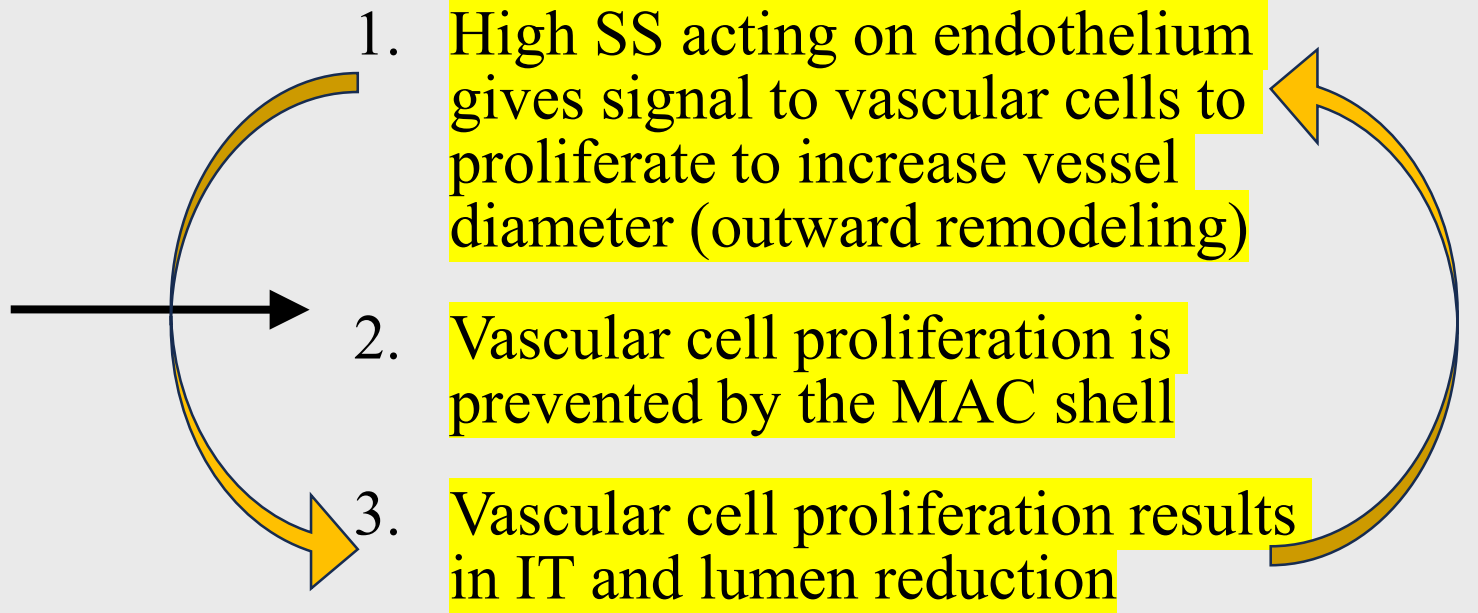 1. High SS acting on endothelium
gives signal to vascular cells to
proliferate to increase vessel
diameter (outward remodeling)
2. Vascular cell proliferation is
prevented by the MAC shell
3. Vascular cell proliferation results
in IT and lumen reduction